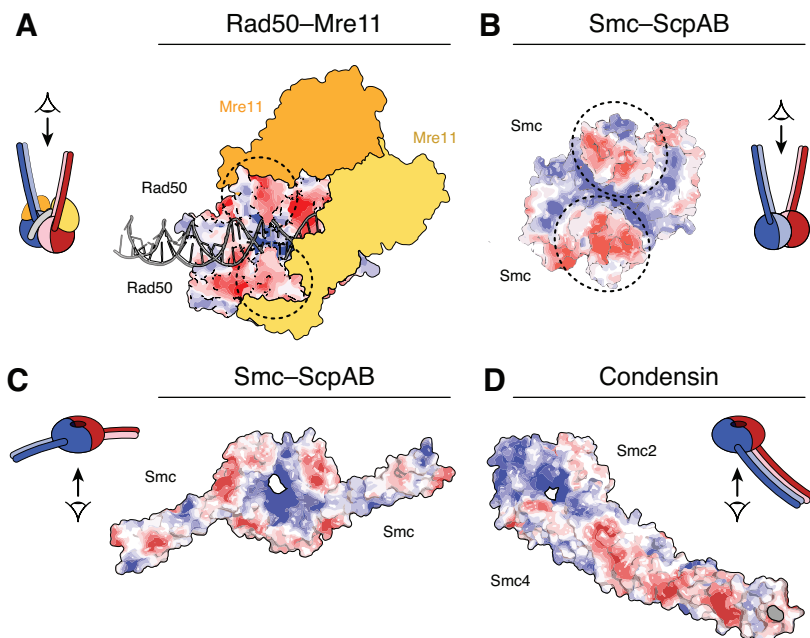 A
Rad50–Mre11
Mre11
Mre11
Rad50
Rad50
B
Smc–ScpAB
Smc
Smc
C
Smc–ScpAB
Smc
Smc
D
Condensin
Smc2
Smc4